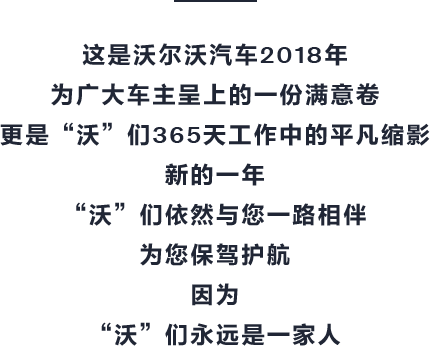 这是沃尔沃汽车2018年
为广大车主呈上的一份满意卷
更是“沃”们365天工作中的平凡缩影
新的一年
“沃”们依然与您一路相伴
为您保驾护航
因为
“沃”们永远是一家人